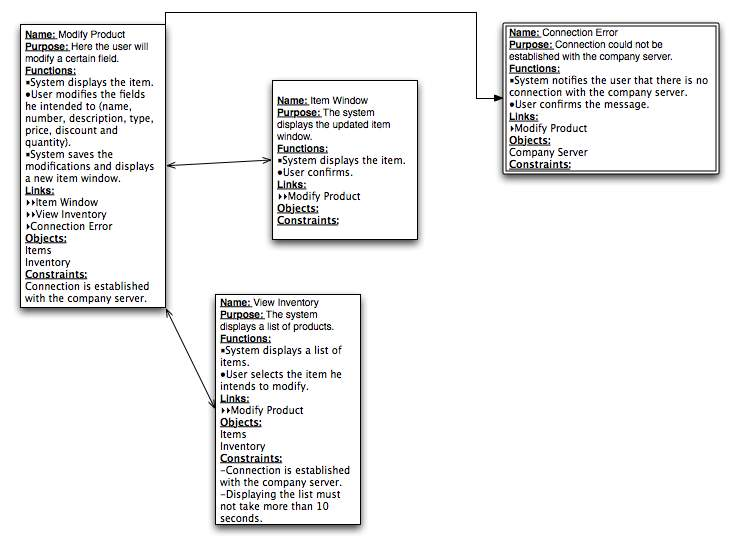 Name: Modify Product
Purpose: Here the user will
modify a certain field.
Functions:
▪System displays the item.
●User modifies the fields
he intended to (name,
number, description, type,
price, discount and
quantity).
▪System saves the
modifications and displays
a new item window.
Links:
‣‣Item Window
‣‣View Inventory
‣Connection Error
Objects:
Items
Inventory
Constraints:
Connection is established
with the company server.
Name: Item Window
Purpose: The system
displays the updated item
window.
Functions:
▪System displays the item.
●User confirms.
Links:
‣‣Modify Product
Objects:
Constraints:
Name: Connection Error
Purpose: Connection could not be
established with the company server.
Functions:
▪System notifies the user that there is no
connection with the company server.
●User confirms the message.
Links:
‣Modify Product
Objects:
Company Server
Constraints:
Name: View Inventory
Purpose: The system
displays a list of products.
Functions:
▪System displays a list of
items.
●User selects the item he
intends to modify.
Links:
‣‣Modify Product
Objects:
Items
Inventory
Constraints:
-Connection is established
with the company server.
-Displaying the list must
not take more than 10
seconds.